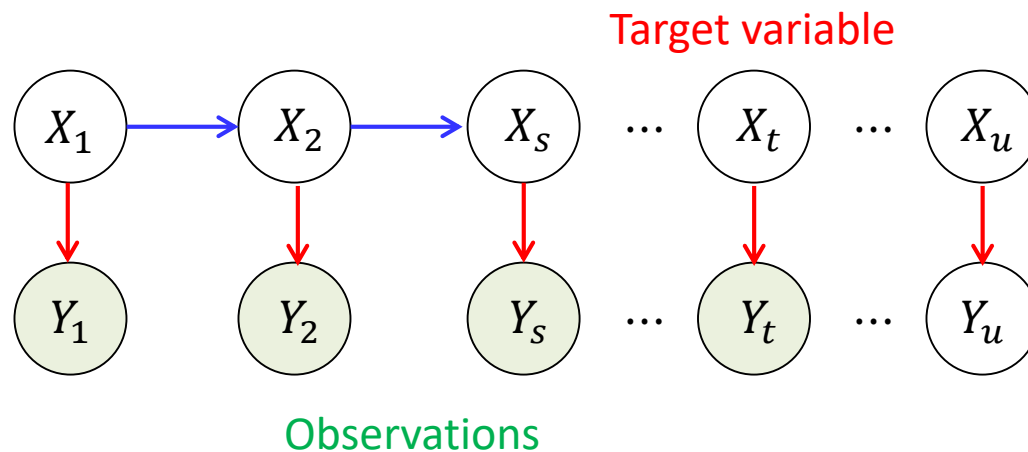 Target variable
X₁ X₂ Xₛ ... Xₜ ... Xᵤ
Y₁ Y₂ Yₛ ... Yₜ ... Yᵤ
Observations